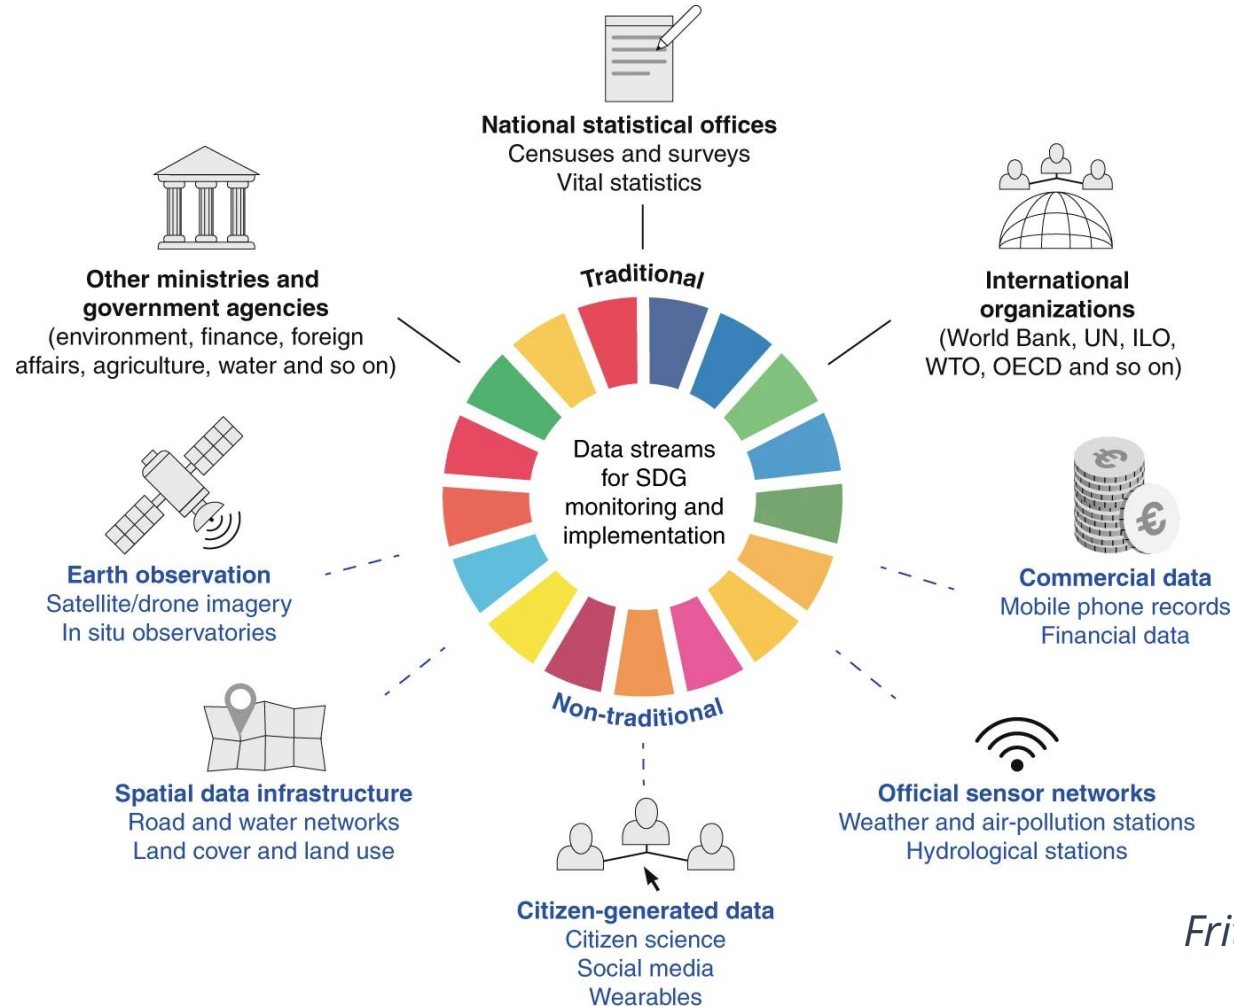 National statistical offices
Censuses and surveys
Vital statistics
Other ministries and
government agencies
(environment, finance, foreign
affairs, agriculture, water and so on)
International
organizations
(World Bank, UN, ILO,
WTO, OECD and so on)
Traditional
Data streams
for SDG
monitoring and
implementation
Non-traditional
Earth observation
Satellite/drone imagery
In situ observatories
Commercial data
Mobile phone records
Financial data
Spatial data infrastructure
Road and water networks
Land cover and land use
Official sensor networks
Weather and air-pollution stations
Hydrological stations
Citizen-generated data
Citizen science
Social media
Wearables
€
€